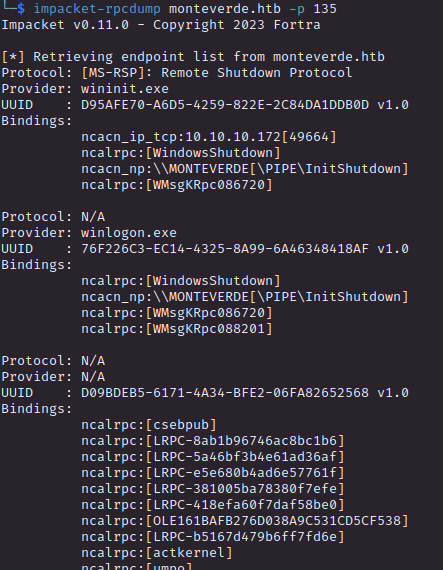 └─$ impacket-rpcdump monteverde.htb -p 135
Impacket v0.11.0 - Copyright 2023 Fortra
[*] Retrieving endpoint list from monteverde.htb
Protocol: [MS-RSP]: Remote Shutdown Protocol
Provider: wininit.exe
UUID    : D95AFE70-A6D5-4259-822E-2C84DA1DDB0D v1.0
Bindings:
          ncacn_ip_tcp:10.10.10.172[49664]
          ncalrpc:[WindowsShutdown]
          ncacn_np:\\MONTEVERDE[\PIPE\InitShutdown]
          ncalrpc:[WMsgKRpc086720]
Protocol: N/A
Provider: winlogon.exe
UUID    : 76F226C3-EC14-4325-8A99-6A46348418AF v1.0
Bindings:
          ncalrpc:[WindowsShutdown]
          ncacn_np:\\MONTEVERDE[\PIPE\InitShutdown]
          ncalrpc:[WMsgKRpc086720]
          ncalrpc:[WMsgKRpc088201]
Protocol: N/A
Provider: N/A
UUID    : D09BDEB5-6171-4A34-BFE2-06FA82652568 v1.0
Bindings:
          ncalrpc:[csebpub]
          ncalrpc:[LRPC-8ab1b96746ac8bc1b6]
          ncalrpc:[LRPC-5a46bf3b4e61ad36af]
          ncalrpc:[LRPC-e5e680b4ad6e57761f]
          ncalrpc:[LRPC-381005ba78380f7efe]
          ncalrpc:[LRPC-418efa60f7daf58be0]
          ncalrpc:[OLE161BAFB276D038A9C531CD5CF538]
          ncalrpc:[LRPC-b5167d479b6ff7fd6e]
          ncalrpc:[actkernel]
          ncalrpc:[umpo]